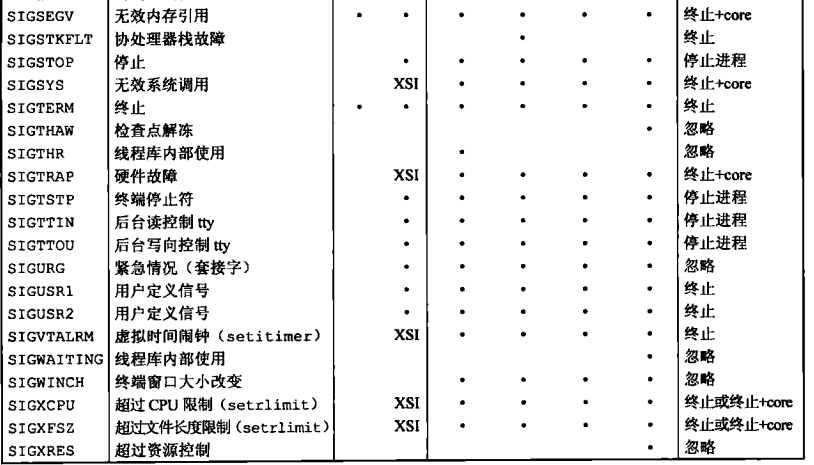 SIGSEGV 无效内存引用 • • • • • • 终止+core
SIGSTKFLT 协处理器栈故障 • 终止
SIGSTOP 停止 • • • • • 停止进程
SIGSYS 无效系统调用 XSI • • • • 终止+core
SIGTERM 终止 • • • • • • 终止
SIGTHAW 检查点解冻 • 忽略
SIGTHR 线程库内部使用 • 忽略
SIGTRAP 硬件故障 XSI • • • • 终止+core
SIGTSTP 终端停止符 • • • • • 停止进程
SIGTTIN 后台读控制 tty • • • • • 停止进程
SIGTTOU 后台写向控制 tty • • • • • 停止进程
SIGURG 紧急情况（套接字） • • • • • 忽略
SIGUSR1 用户定义信号 • • • • • 终止
SIGUSR2 用户定义信号 • • • • • 终止
SIGVTALRM 虚拟时间闹钟（setitimer） XSI • • • • 终止
SIGWAITING 线程库内部使用 • 忽略
SIGWINCH 终端窗口大小改变 • • • • 忽略
SIGXCPU 超过 CPU 限制（setrlimit） XSI • • • • 终止或终止+core
SIGXFSZ 超过文件长度限制（setrlimit） XSI • • • • 终止或终止+core
SIGXRES 超过资源控制 • 忽略